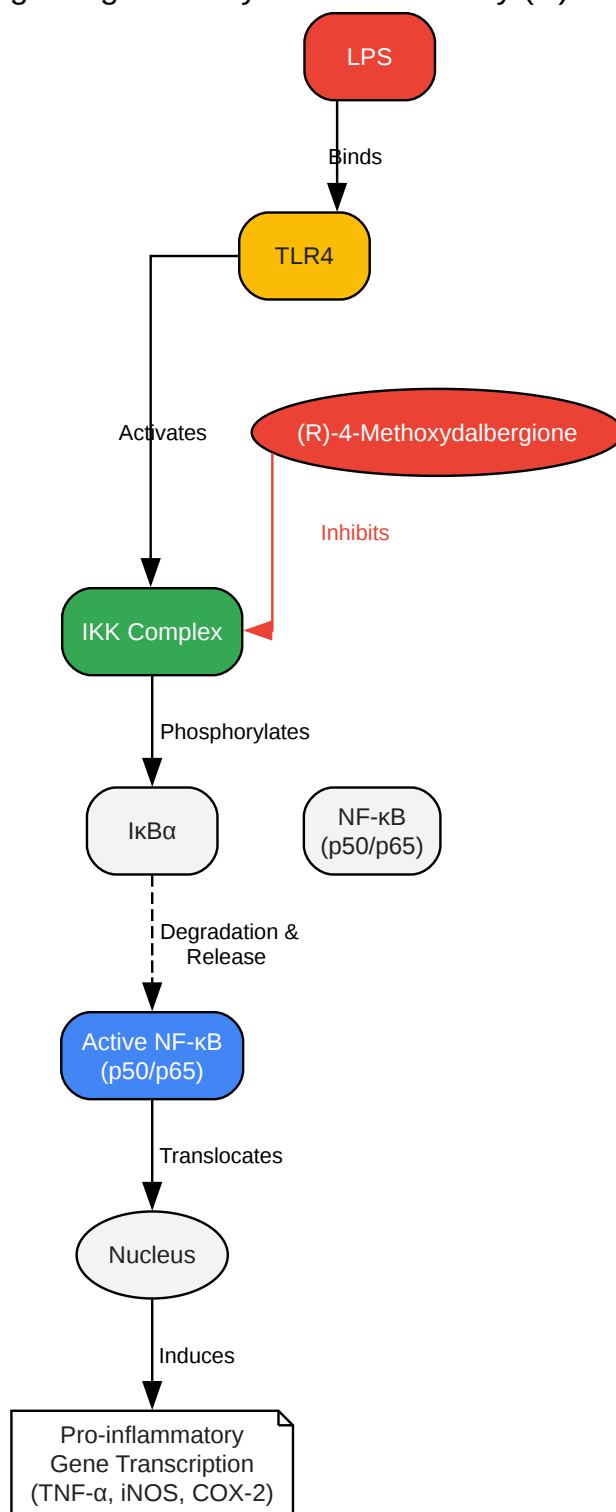 LPS
Binds
TLR4
(R)-4-Methoxydalbergione
Activates
Inhibits
IKK Complex
Phosphorylates
IκBα
NF-κB
(p50/p65)
Degradation &
Release
Active NF-κB
(p50/p65)
Translocates
Nucleus
Induces
Pro-inflammatory
Gene Transcription
(TNF-α, iNOS, COX-2)